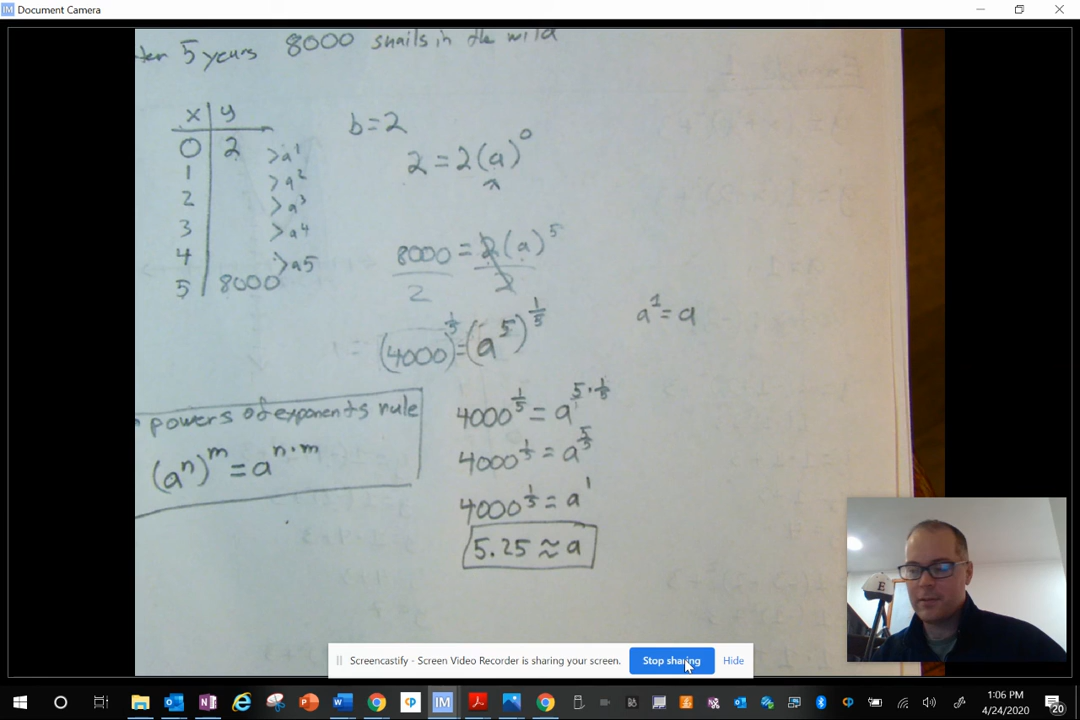 Document Camera
5 years 8000 snails in the wild
x y
0 2
1
2
3
4
5 8000
>a¹
>a²
>a³
>a4
>a5
b=2
2=2(a)⁰
8000=2(a)⁵
2 2
(4000)^1/5=(a⁵)^1/5
a¹=a
powers of exponents rule
(aⁿ)ᵐ=a^n·m
4000^1/5=a^5·1/5
4000^1/5=a^5/5
4000^1/5=a¹
5.25≈a
E
Screencastify - Screen Video Recorder is sharing your screen.
Stop sharing
Hide
IM
1:06 PM
4/24/2020
20